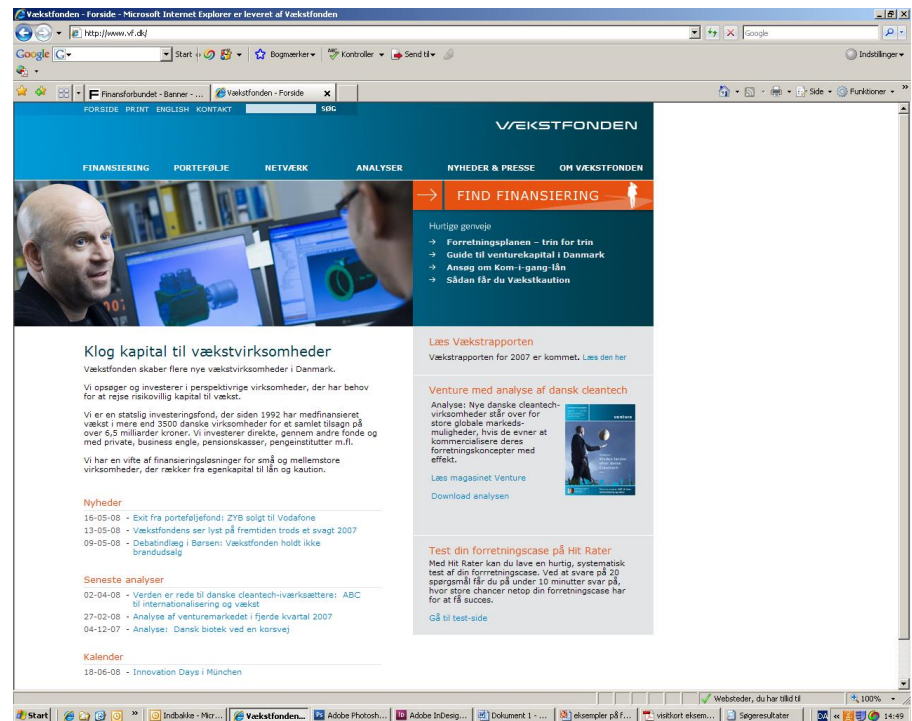 Vækstfonden - Forside - Microsoft Internet Explorer er leveret af Vækstfonden
http://www.vf.dk/
Google
Google G
Start
Bogmærker
Kontroller
Send til
Indstillinger
Finansforbundet - Banner - ...
Vækstfonden - Forside x
Side
Funktioner
FORSIDE PRINT ENGLISH KONTAKT SØG
VÆKSTFONDEN
FINANSIERING PORTEFØLJE NETVÆRK ANALYSER NYHEDER & PRESSE OM VÆKSTFONDEN
→ FIND FINANSIERING
Hurtige genveje
→ Forretningsplanen – trin for trin
→ Guide til venturekapital i Danmark
→ Ansøg om Kom-i-gang-lån
→ Sådan får du Vækstkaution
Klog kapital til vækstvirksomheder
Vækstfonden skaber flere nye vækstvirksomheder i Danmark.
Vi opsøger og investerer i perspektivrige virksomheder, der har behov
for at rejse risikovillig kapital til vækst.
Vi er en statslig investeringsfond, der siden 1992 har medfinansieret
vækst i mere end 3500 danske virksomheder for et samlet tilsagn på
over 6,5 milliarder kroner. Vi investerer direkte, gennem andre fonde og
med private, business engle, pensionskasser, pengeinstitutter m.fl.
Vi har en vifte af finansieringsløsninger for små og mellemstore
virksomheder, der rækker fra egenkapital til lån og kaution.
Nyheder
16-05-08 - Exit fra porteføljefond: ZYB solgt til Vodafone
13-05-08 - Vækstfondens ser lyst på fremtiden trods et svagt 2007
09-05-08 - Debatindlæg i Børsen: Vækstfonden holdt ikke
brandudsalg
Seneste analyser
02-04-08 - Verden er rede til danske cleantech-iværksættere: ABC
til internationalisering og vækst
27-02-08 - Analyse af venturemarkedet i fjerde kvartal 2007
04-12-07 - Analyse: Dansk biotek ved en korsvej
Kalender
18-06-08 - Innovation Days i München
Læs Vækstrapporten
Vækstrapporten for 2007 er kommet. Læs den her
Venture med analyse af dansk cleantech
Analyse: Nye danske cleantech-
virksomheder står over for
store globale markeds-
muligheder, hvis de evner at
kommercialisere deres
forretningskoncepter med
effekt.
venture
Læs magasinet Venture
Download analysen
Test din forretningscase på Hit Rater
Med Hit Rater kan du lave en hurtig, systematisk
test af din forrretningscase. Ved at svare på 20
spørgsmål får du på under 10 minutter svar på,
hvor store chancer netop din forretningscase har
for at få succes.
Gå til test-side
Websteder, du har tillid til
100%
Start
Indbakke - Micr...
Vækstfonden...
Adobe Photosh...
Adobe InDesig...
Dokument 1 - ...
eksempler på f...
visitkort eksem...
Søgeresultater
DA
14:49